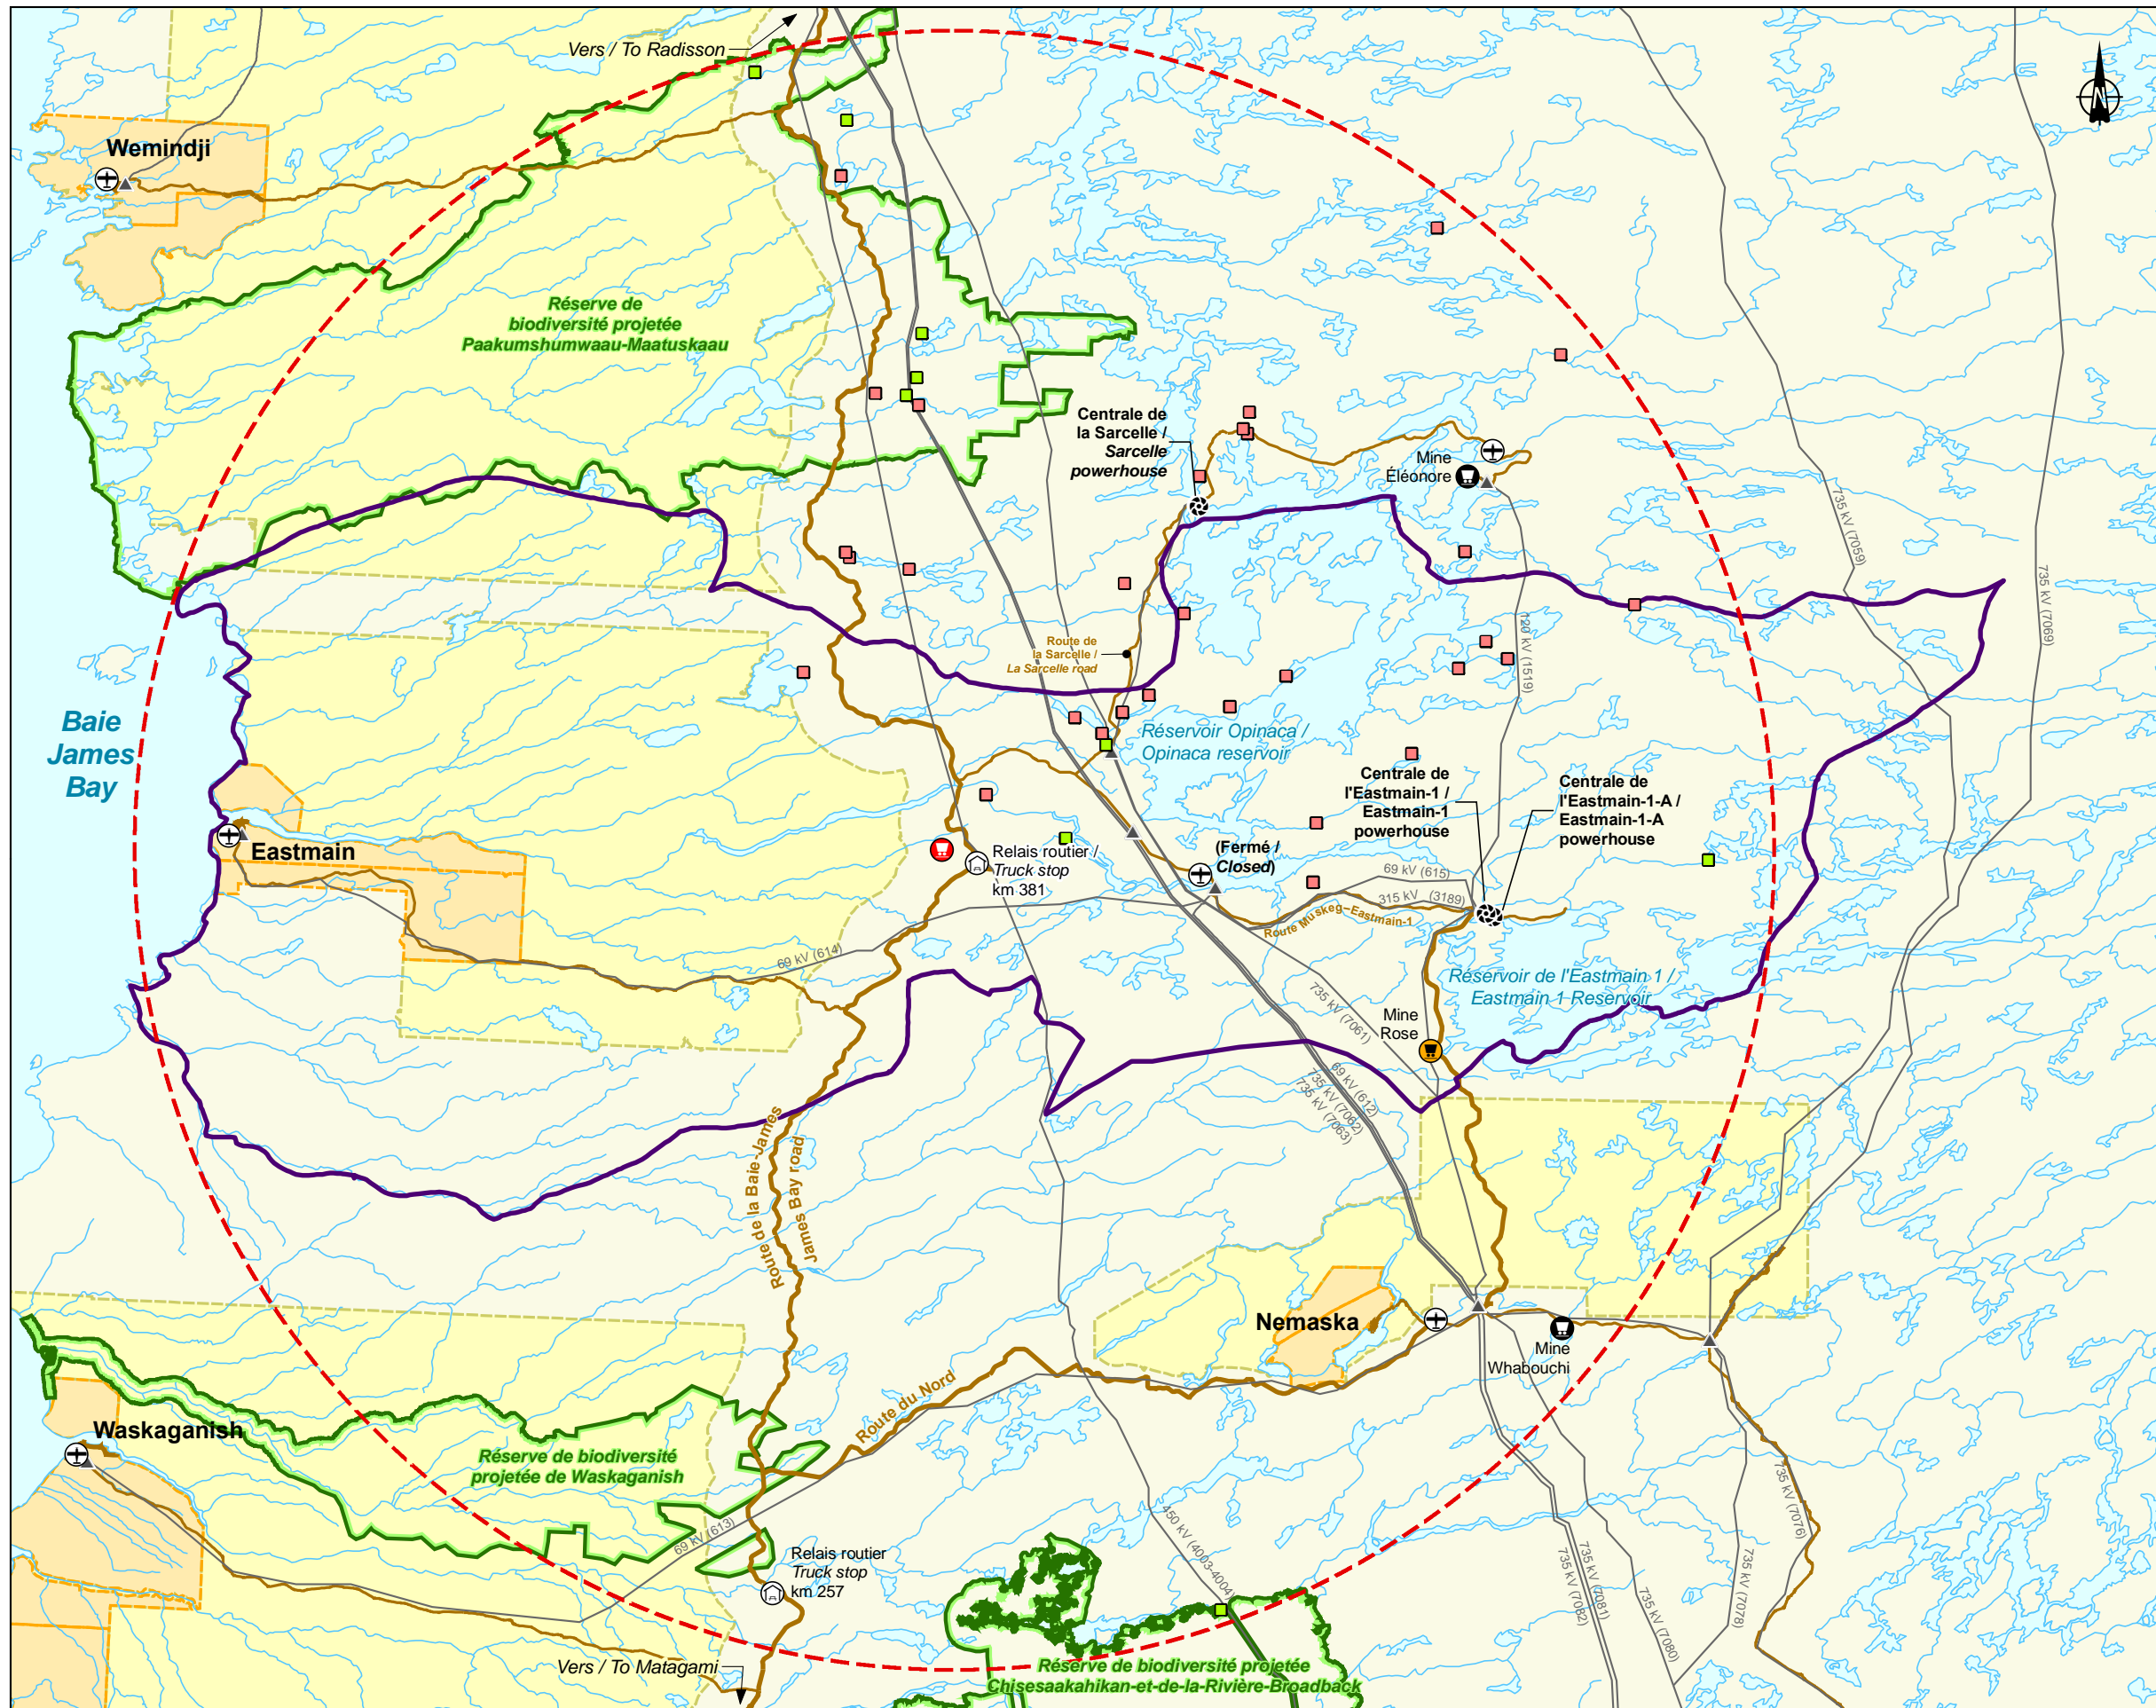 Vers / To Radisson
N
Wemindji
Réserve de
biodiversité projetée
Paakumshumwaau-Maatuskaau
Centrale de
la Sarcelle /
Sarcelle
powerhouse
Mine
Éléonore
735 kV (7059)
735 kV (7069)
120 kV (1519)
Route de
la Sarcelle /
La Sarcelle road
Baie
James
Bay
Réservoir Opinaca /
Opinaca reservoir
Centrale de
l'Eastmain-1 /
Eastmain-1
powerhouse
Centrale de
l'Eastmain-1-A /
Eastmain-1-A
powerhouse
Eastmain
Relais routier /
Truck stop
km 381
(Fermé /
Closed)
69 kV (615)
315 kV (3189)
Route Muskeg–Eastmain-1
69 kV (614)
Réservoir de l'Eastmain 1 /
Eastmain 1 Reservoir
735 kV (7061)
Mine
Rose
69 kV (612)
735 kV (7062)
735 kV (7063)
Route de la Baie-James
James Bay road
Nemaska
Mine
Whabouchi
Route du Nord
Waskaganish
Réserve de biodiversité
projetée de Waskaganish
69 kV (613)
450 kV (4003-4004)
735 kV (7076)
735 kV (7078)
735 kV (7081)
735 kV (7082)
735 kV (7080)
Relais routier
Truck stop
km 257
Vers / To Matagami
Réserve de biodiversité projetée
Chisesaakahikan-et-de-la-Rivière-Broadback